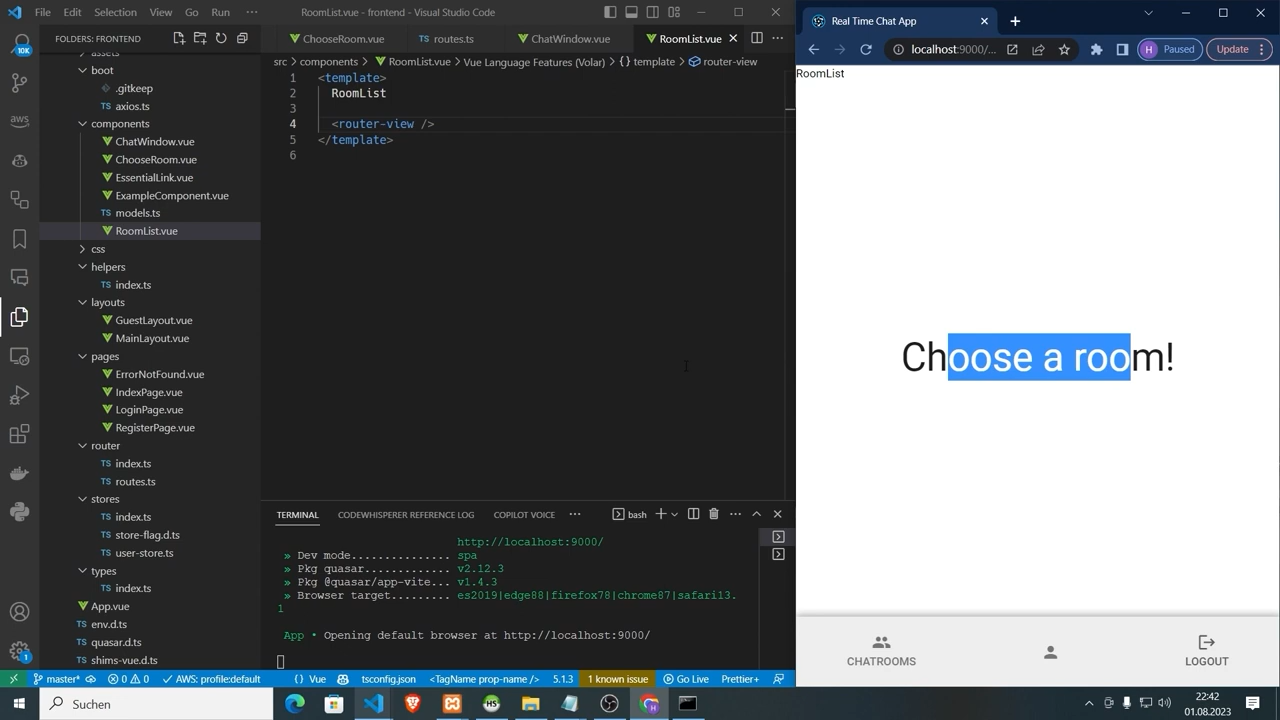 File Edit Selection View Go Run ···
RoomList.vue - frontend - Visual Studio Code
FOLDERS: FRONTEND
assets
boot
.gitkeep
axios.ts
components
ChatWindow.vue
ChooseRoom.vue
EssentialLink.vue
ExampleComponent.vue
models.ts
RoomList.vue
css
helpers
index.ts
layouts
GuestLayout.vue
MainLayout.vue
pages
ErrorNotFound.vue
IndexPage.vue
LoginPage.vue
RegisterPage.vue
router
index.ts
routes.ts
stores
index.ts
store-flag.d.ts
user-store.ts
types
index.ts
App.vue
env.d.ts
quasar.d.ts
shims-vue.d.ts
10K
aws
1
ChooseRoom.vue
routes.ts
ChatWindow.vue
RoomList.vue
src > components > RoomList.vue > Vue Language Features (Volar) > {} template > router-view
1 <template>
2 RoomList
3
4 <router-view />
5 </template>
6
TERMINAL CODEWHISPERER REFERENCE LOG COPILOT VOICE ··· bash
http://localhost:9000/
» Dev mode.............. spa
» Pkg quasar............. v2.12.3
» Pkg @quasar/app-vite... v1.4.3
» Browser target......... es2019|edge88|firefox78|chrome87|safari13.
1
App • Opening default browser at http://localhost:9000/
master* 0 0 AWS: profile:default {} Vue tsconfig.json <TagName prop-name /> 5.1.3 1 known issue Go Live Prettier+
Real Time Chat App
localhost:9000/...
H Paused
Update
RoomList
Choose a room!
CHATROOMS
LOGOUT
Suchen
22:42
01.08.2023